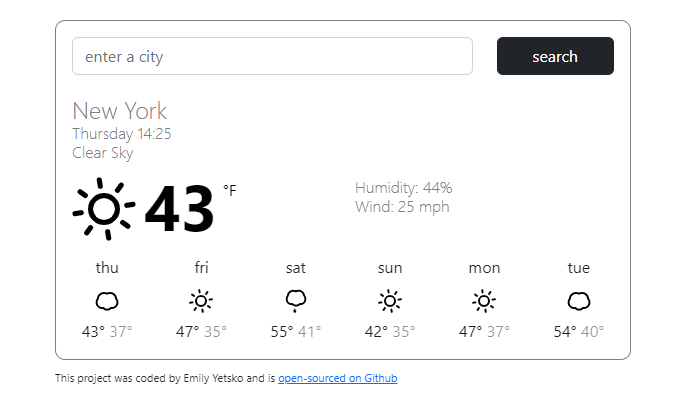 enter a city
search
New York
Thursday 14:25
Clear Sky
43 °F
Humidity: 44%
Wind: 25 mph
thu fri sat sun mon tue
43° 37° 47° 35° 55° 41° 42° 35° 47° 37° 54° 40°
This project was coded by Emily Yetsko and is open-sourced on Github